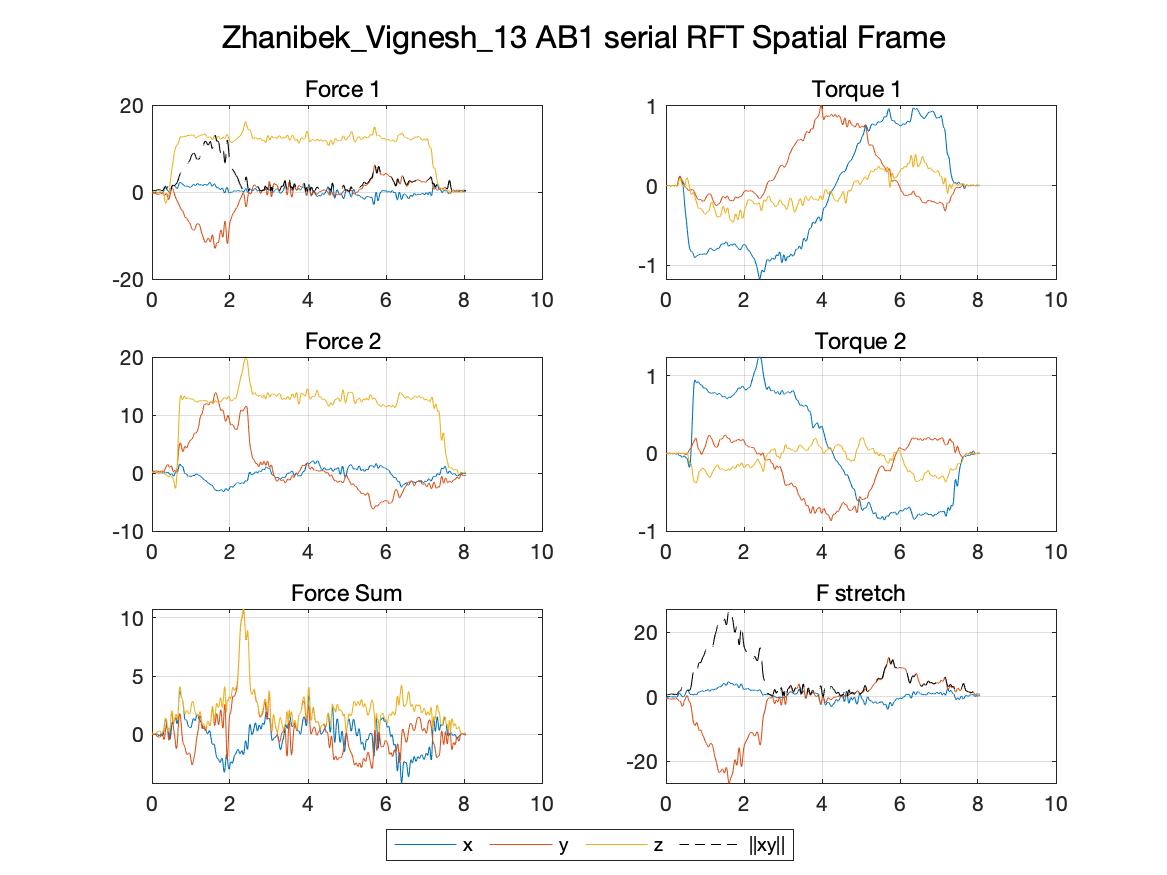 Zhanibek_Vignesh_13 AB1 serial RFT Spatial Frame
Force 1
20
0
-20
0 2 4 6 8 10
Torque 1
1
0
-1
0 2 4 6 8 10
Force 2
20
10
0
-10
0 2 4 6 8 10
Torque 2
1
0
-1
0 2 4 6 8 10
Force Sum
10
5
0
0 2 4 6 8 10
F stretch
20
0
-20
0 2 4 6 8 10
x y z ||xy||